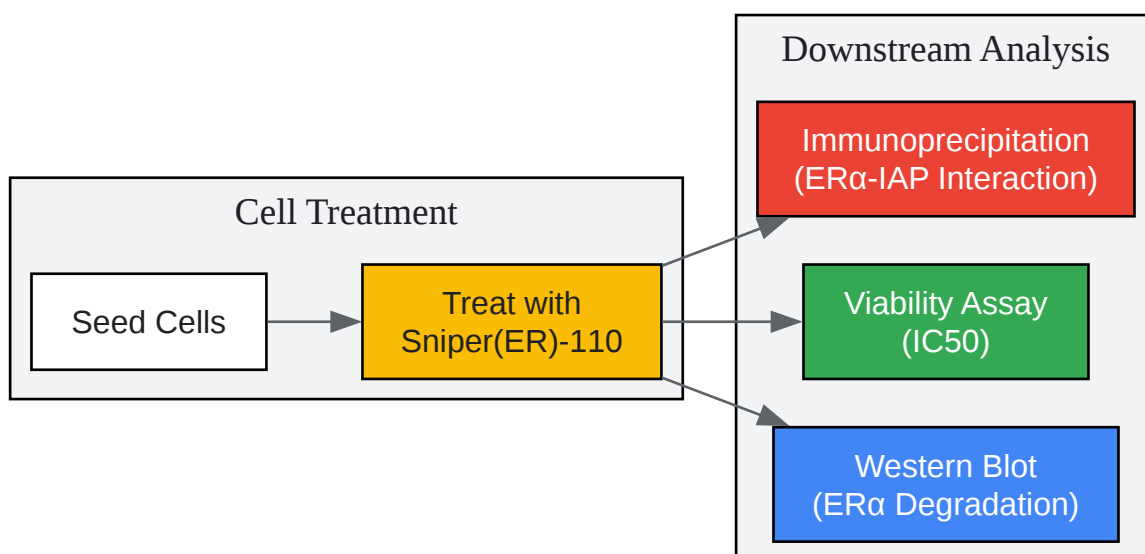 Cell Treatment
Seed Cells
Treat with
Sniper(ER)-110
Downstream Analysis
Immunoprecipitation
(ERα-IAP Interaction)
Viability Assay
(IC50)
Western Blot
(ERα Degradation)